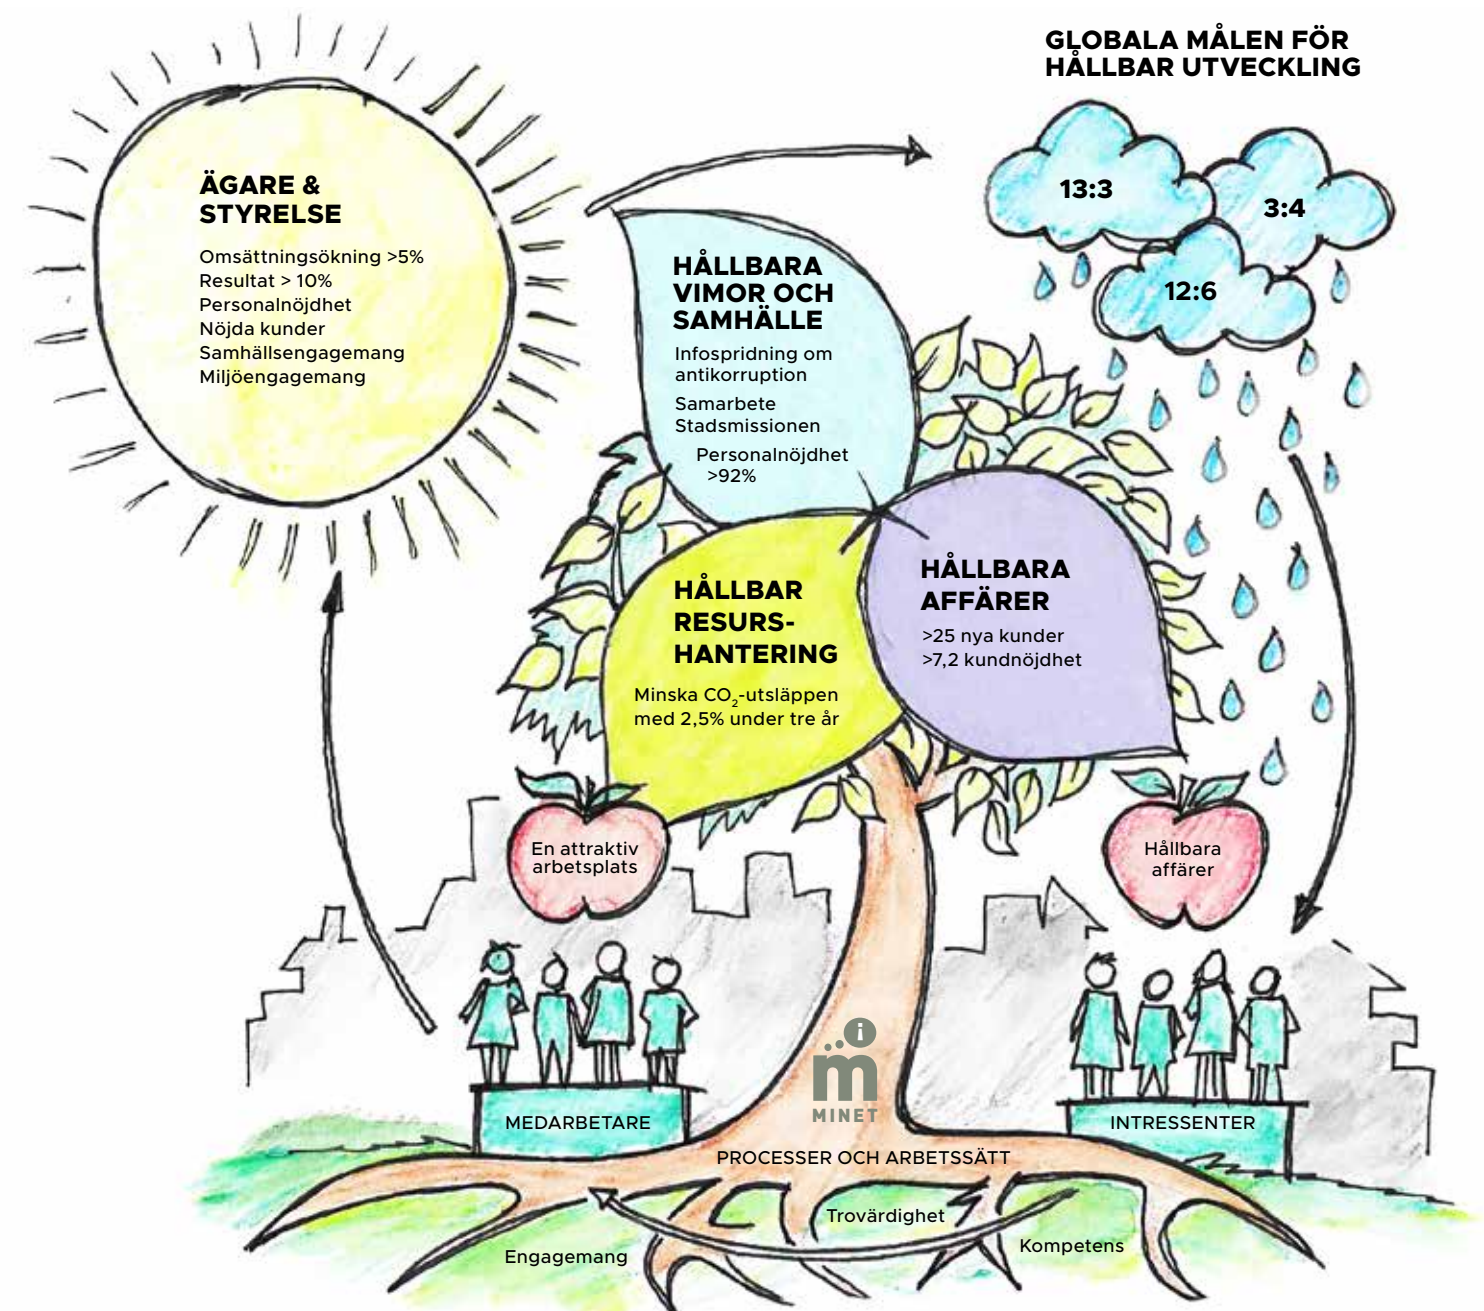 GLOBALA MÅLEN FÖR
HÅLLBAR UTVECKLING
13:3
3:4
12:6
ÄGARE &
STYRELSE
Omsättningsökning >5%
Resultat > 10%
Personalnöjdhet
Nöjda kunder
Samhällsengagemang
Miljöengagemang
HÅLLBARA
VIMOR OCH
SAMHÄLLE
Infospridning om
antikorruption
Samarbete
Stadsmissionen
Personalnöjdhet
>92%
HÅLLBAR
RESURS-
HANTERING
Minska CO₂-utsläppen
med 2,5% under tre år
HÅLLBARA
AFFÄRER
>25 nya kunder
>7,2 kundnöjdhet
En attraktiv
arbetsplats
Hållbara
affärer
MINET
MEDARBETARE
INTRESSENTER
PROCESSER OCH ARBETSSÄTT
Trovärdighet
Engagemang
Kompetens